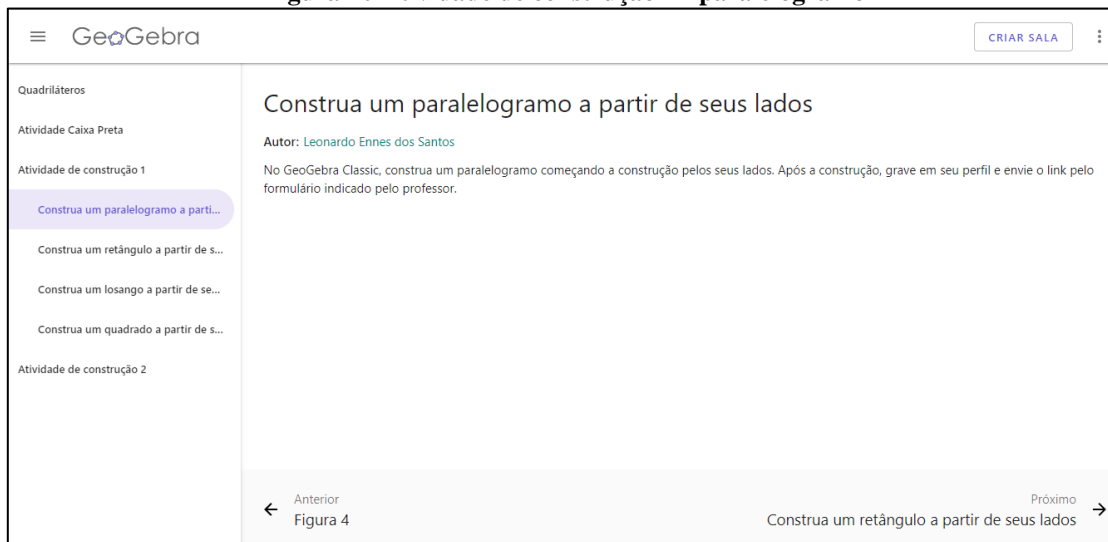 GeoGebra
CRIAR SALA
Quadriláteros
Atividade Caixa Preta
Atividade de construção 1
Construa um paralelogramo a parti...
Construa um retângulo a partir de s...
Construa um losango a partir de se...
Construa um quadrado a partir de s...
Atividade de construção 2
Construa um paralelogramo a partir de seus lados
Autor: Leonardo Ennes dos Santos
No GeoGebra Classic, construa um paralelogramo começando a construção pelos seus lados. Após a construção, grave em seu perfil e envie o link pelo
formulário indicado pelo professor.
Anterior
Figura 4
Próximo
Construa um retângulo a partir de seus lados